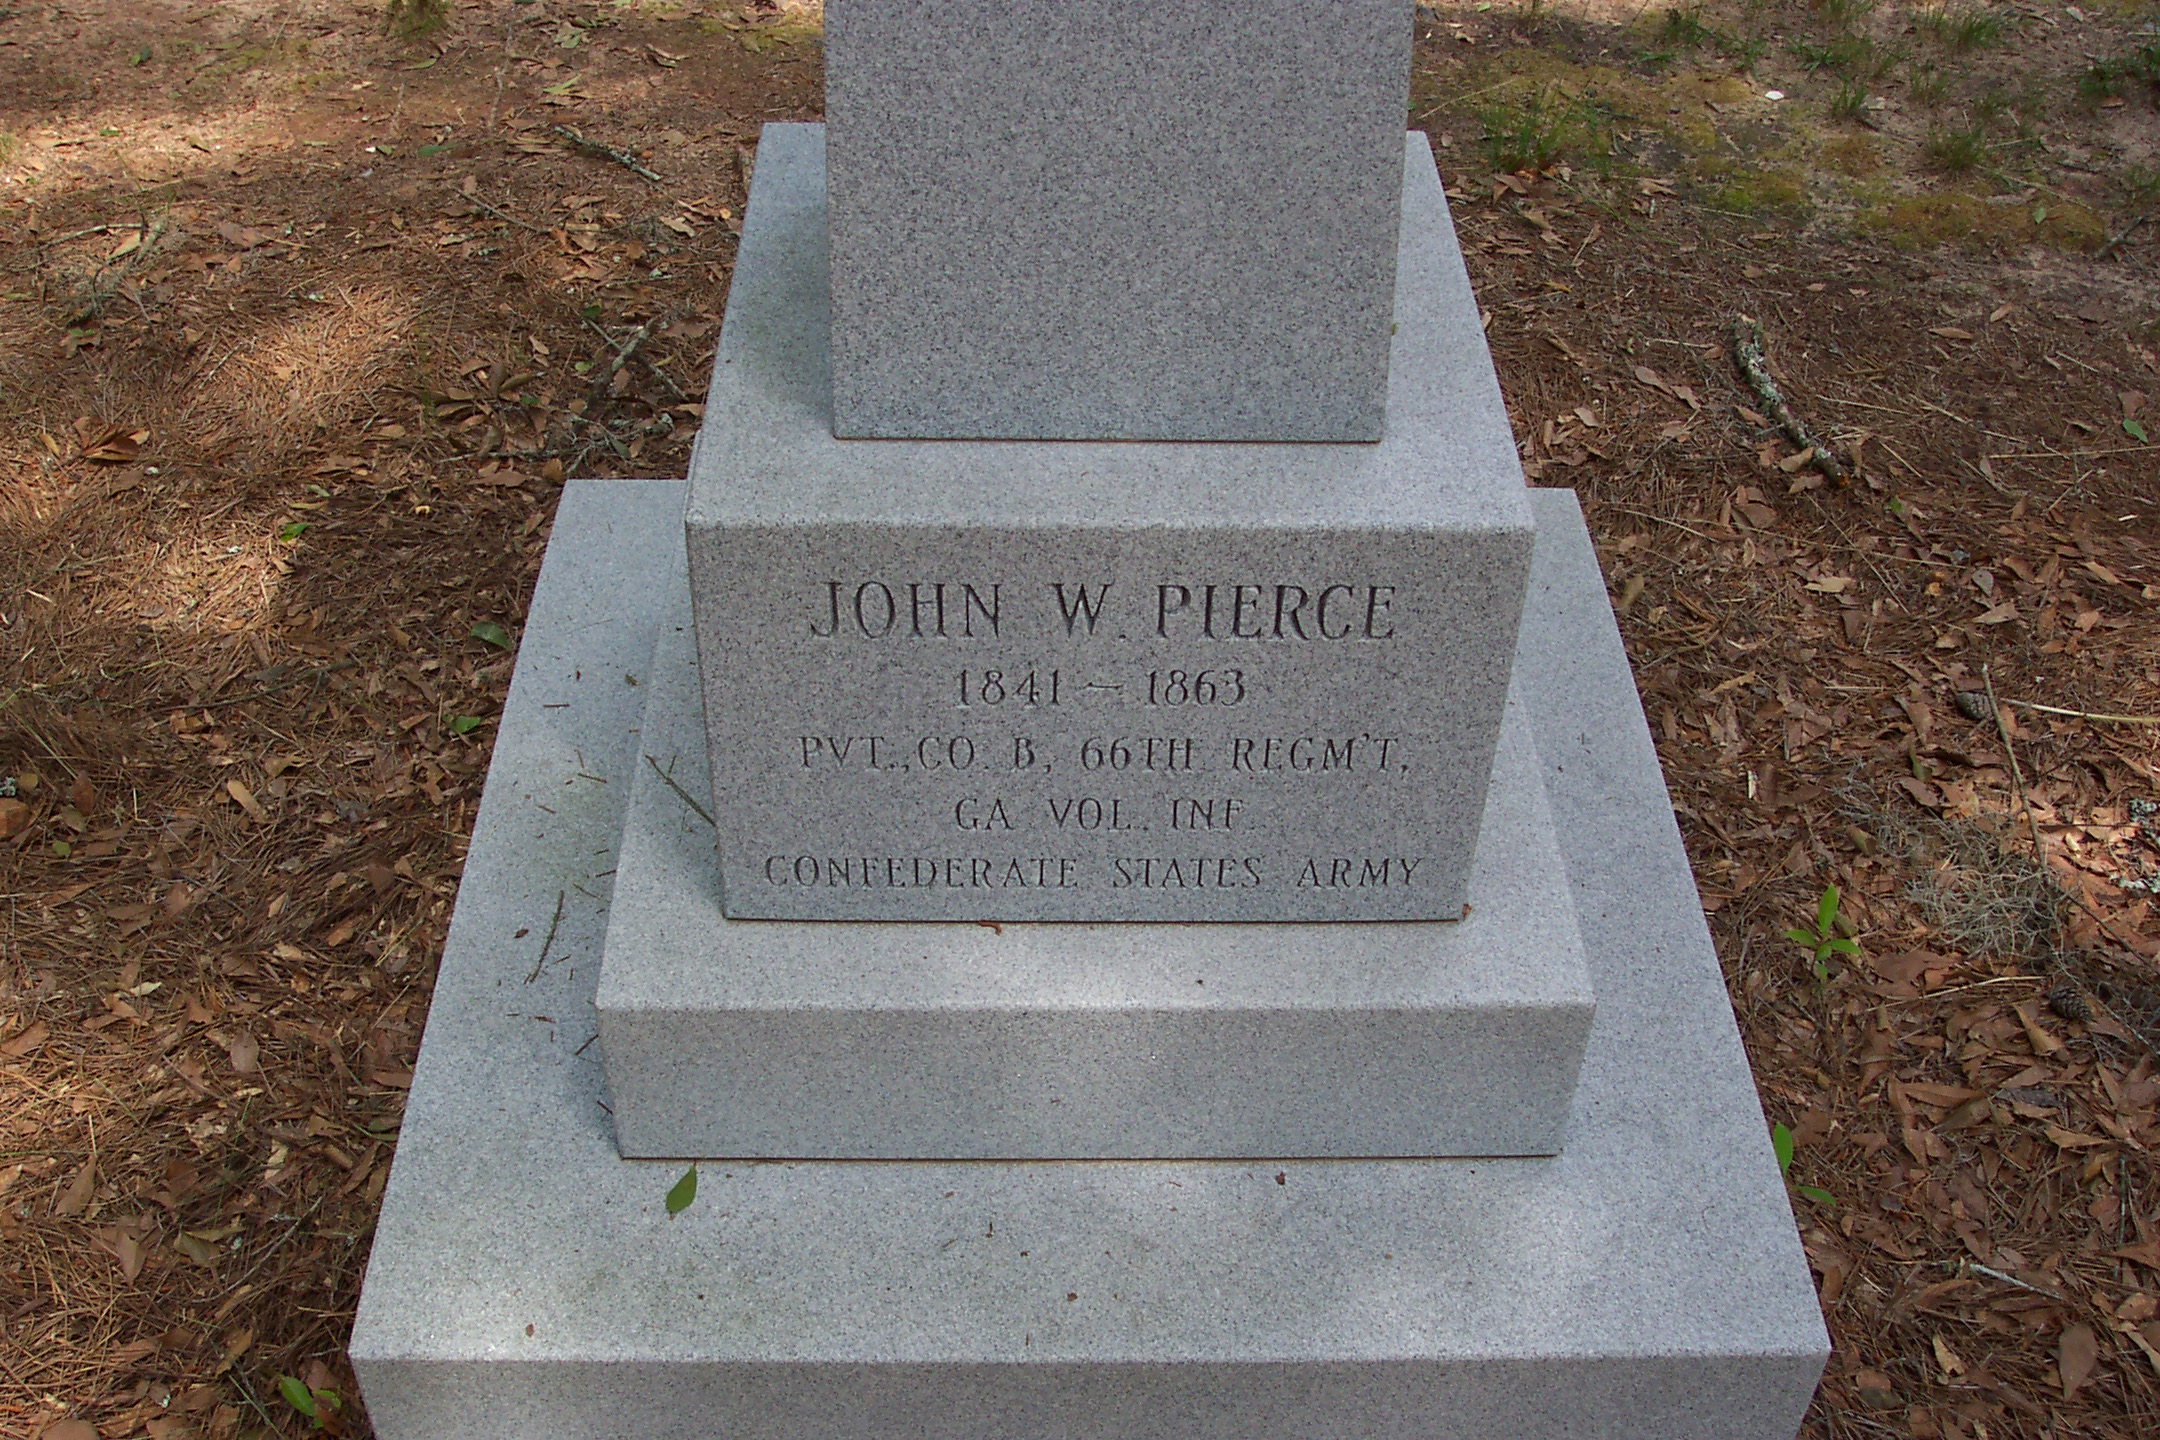 JOHN W. PIERCE
1841 — 1863
PVT., CO. B, 66TH REGM'T,
GA VOL. INF.
CONFEDERATE STATES ARMY